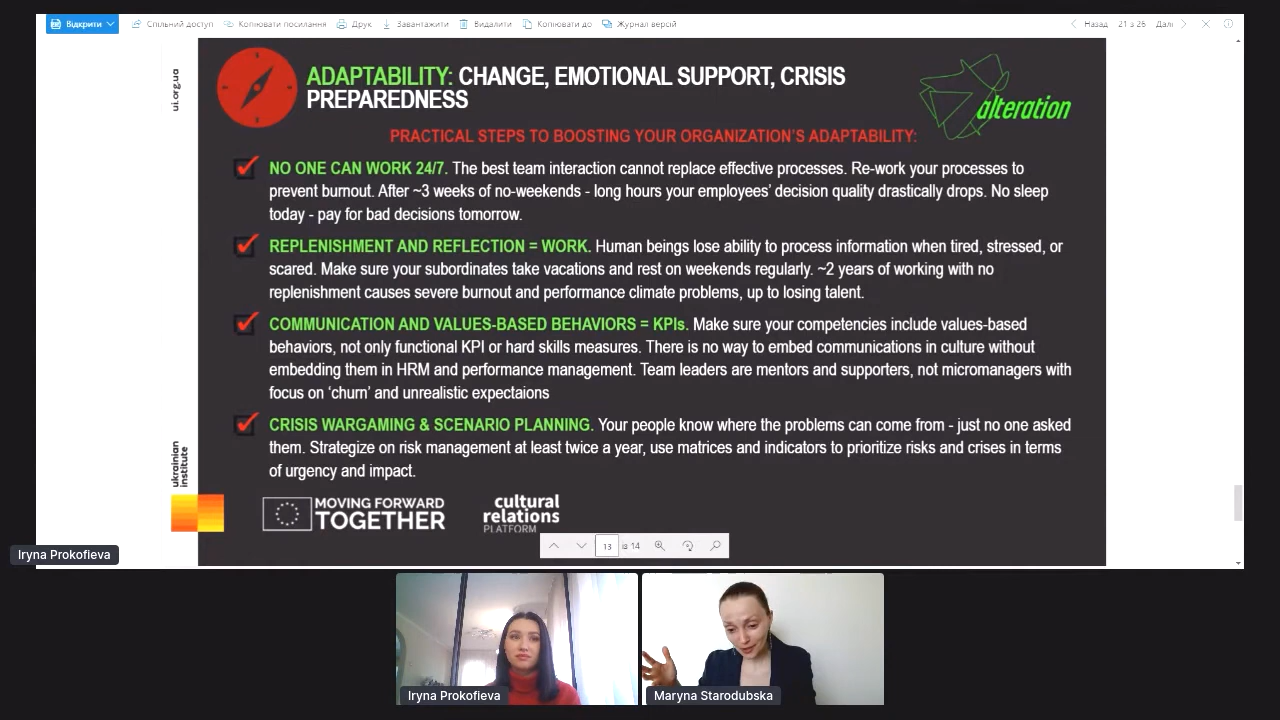 Відкрити
Спільний доступ
Копіювати посилання
Друк
Завантажити
Видалити
Копіювати до
Журнал версій
Назад
21 з 26
Далі
ui.org.ua
ADAPTABILITY: CHANGE, EMOTIONAL SUPPORT, CRISIS
PREPAREDNESS
alteration
PRACTICAL STEPS TO BOOSTING YOUR ORGANIZATION'S ADAPTABILITY:
NO ONE CAN WORK 24/7. The best team interaction cannot replace effective processes. Re-work your processes to
prevent burnout. After ~3 weeks of no-weekends - long hours your employees' decision quality drastically drops. No sleep
today - pay for bad decisions tomorrow.
REPLENISHMENT AND REFLECTION = WORK. Human beings lose ability to process information when tired, stressed, or
scared. Make sure your subordinates take vacations and rest on weekends regularly. ~2 years of working with no
replenishment causes severe burnout and performance climate problems, up to losing talent.
COMMUNICATION AND VALUES-BASED BEHAVIORS = KPIs. Make sure your competencies include values-based
behaviors, not only functional KPI or hard skills measures. There is no way to embed communications in culture without
embedding them in HRM and performance management. Team leaders are mentors and supporters, not micromanagers with
focus on 'churn' and unrealistic expectaions
CRISIS WARGAMING & SCENARIO PLANNING. Your people know where the problems can come from - just no one asked
them. Strategize on risk management at least twice a year, use matrices and indicators to prioritize risks and crises in terms
of urgency and impact.
ukrainian
institute
MOVING FORWARD
TOGETHER
cultural
relations
PLATFORM
13 із 14
Iryna Prokofieva
Iryna Prokofieva
Maryna Starodubska